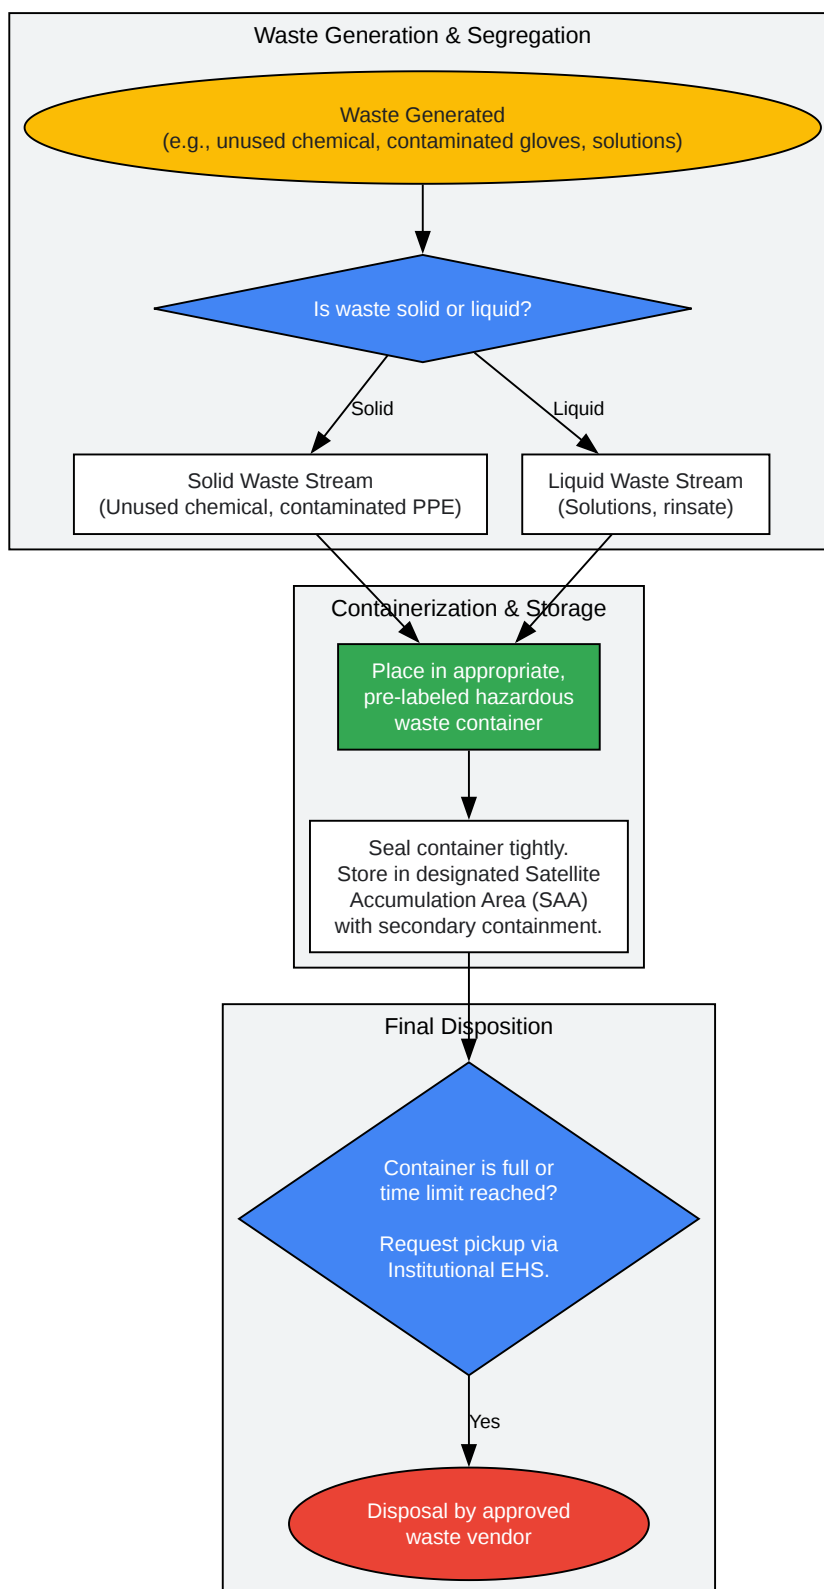 Waste Generation & Segregation
Waste Generated
(e.g., unused chemical, contaminated gloves, solutions)
Is waste solid or liquid?
Solid
Liquid
Solid Waste Stream
(Unused chemical, contaminated PPE)
Liquid Waste Stream
(Solutions, rinsate)
Containerization & Storage
Place in appropriate,
pre-labeled hazardous
waste container
Seal container tightly.
Store in designated Satellite
Accumulation Area (SAA)
with secondary containment.
Final Disposition
Container is full or
time limit reached?
Request pickup via
Institutional EHS.
Yes
Disposal by approved
waste vendor